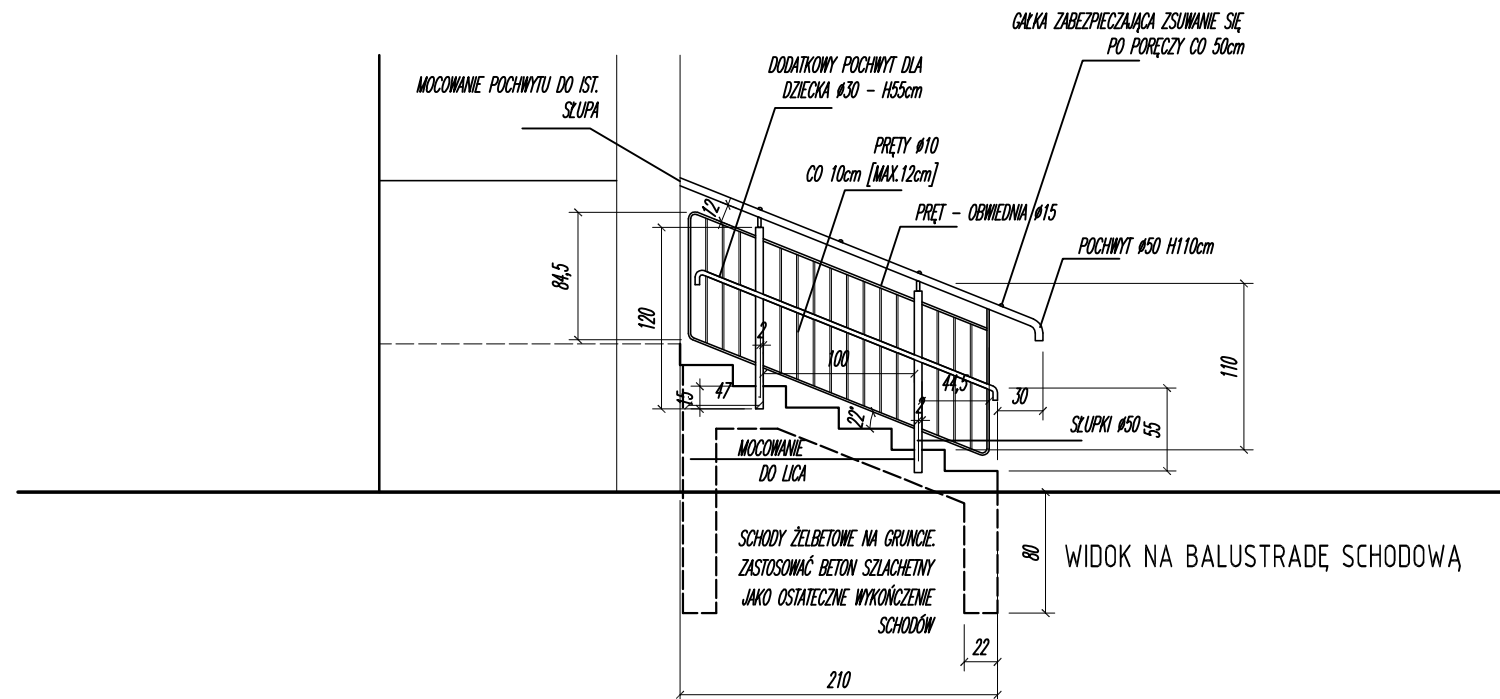 GAŁKA ZABEZPIECZAJĄCA ZSUWANIE SIĘ
PO PORĘCZY CO 50cm
DODATKOWY POCHWYT DLA
DZIECKA ø30 - H55cm
MOCOWANIE POCHWYTU DO IST.
SŁUPA
PRĘTY ø10
CO 10cm [MAX.12cm]
PRĘT - OBWIEDNIA ø15
POCHWYT ø50 H110cm
12
84,5
120
2
100
110
44,5
30
47
15
2
22
55
SŁUPKI ø50
MOCOWANIE
DO LICA
SCHODY ŻELBETOWE NA GRUNCIE.
ZASTOSOWAĆ BETON SZLACHETNY
JAKO OSTATECZNE WYKOŃCZENIE
SCHODÓW
80
WIDOK NA BALUSTRADĘ SCHODOWĄ
22
210